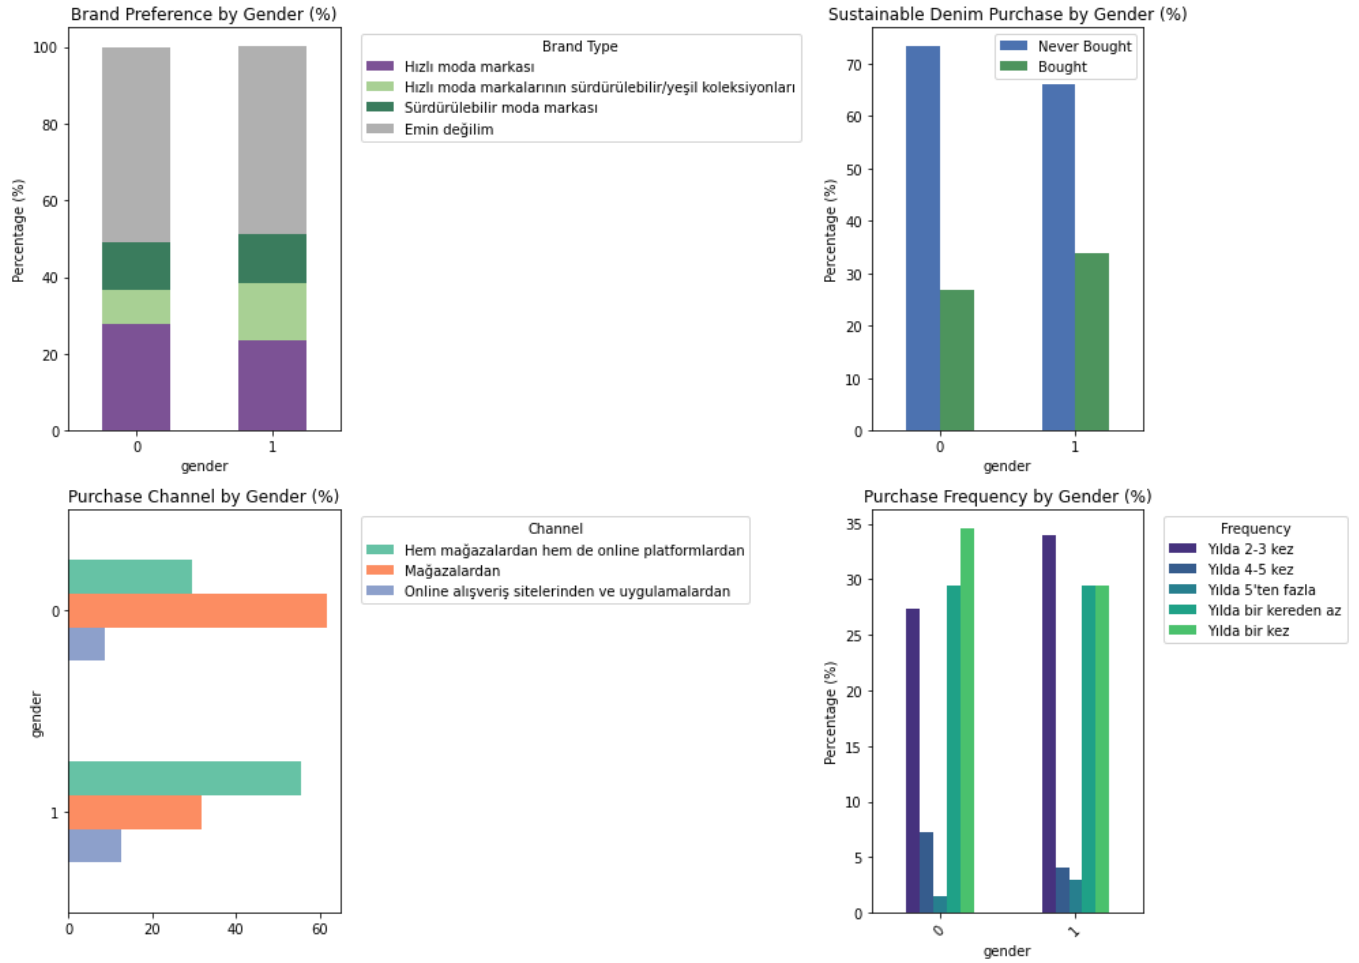 Brand Preference by Gender (%)
Percentage (%)
100
80
60
40
20
0
0 1
gender
Brand Type
Hızlı moda markası
Hızlı moda markalarının sürdürülebilir/yeşil koleksiyonları
Sürdürülebilir moda markası
Emin değilim
Sustainable Denim Purchase by Gender (%)
Percentage (%)
70
60
50
40
30
20
10
0
0 1
gender
Never Bought
Bought
Purchase Channel by Gender (%)
gender
0
1
0 20 40 60
Channel
Hem mağazalardan hem de online platformlardan
Mağazalardan
Online alışveriş sitelerinden ve uygulamalardan
Purchase Frequency by Gender (%)
Percentage (%)
35
30
25
20
15
10
5
0
0 1
gender
Frequency
Yılda 2-3 kez
Yılda 4-5 kez
Yılda 5'ten fazla
Yılda bir kereden az
Yılda bir kez